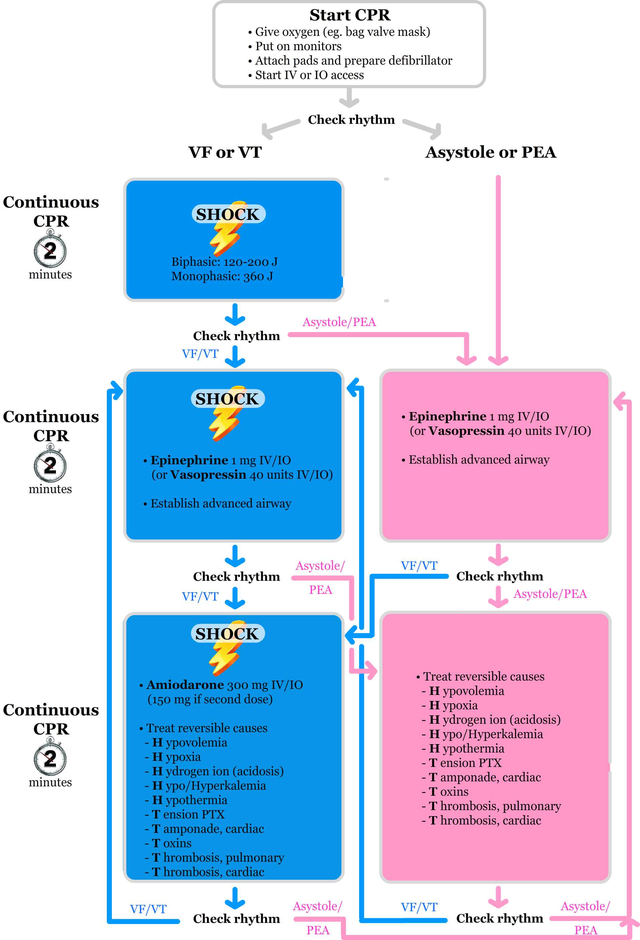 Start CPR
• Give oxygen (eg. bag valve mask)
• Put on monitors
• Attach pads and prepare defibrillator
• Start IV or IO access
Check rhythm
VF or VT
Asystole or PEA
Continuous
CPR
2
minutes
SHOCK
Biphasic: 120-200 J
Monophasic: 360 J
Check rhythm
Asystole/PEA
VF/VT
Continuous
CPR
2
minutes
SHOCK
• Epinephrine 1 mg IV/IO
(or Vasopressin 40 units IV/IO)
• Establish advanced airway
• Epinephrine 1 mg IV/IO
(or Vasopressin 40 units IV/IO)
• Establish advanced airway
Check rhythm
Asystole/
PEA
VF/VT
VF/VT
Check rhythm
Asystole/PEA
Continuous
CPR
2
minutes
SHOCK
• Amiodarone 300 mg IV/IO
(150 mg if second dose)
• Treat reversible causes
- H ypovolemia
- H ypoxia
- H ydrogen ion (acidosis)
- H ypo/Hyperkalemia
- H ypothermia
- T ension PTX
- T amponade, cardiac
- T oxins
- T thrombosis, pulmonary
- T thrombosis, cardiac
• Treat reversible causes
- H ypovolemia
- H ypoxia
- H ydrogen ion (acidosis)
- H ypo/Hyperkalemia
- H ypothermia
- T ension PTX
- T amponade, cardiac
- T oxins
- T thrombosis, pulmonary
- T thrombosis, cardiac
VF/VT
Check rhythm
Asystole/
PEA
VF/VT
Check rhythm
Asystole/
PEA